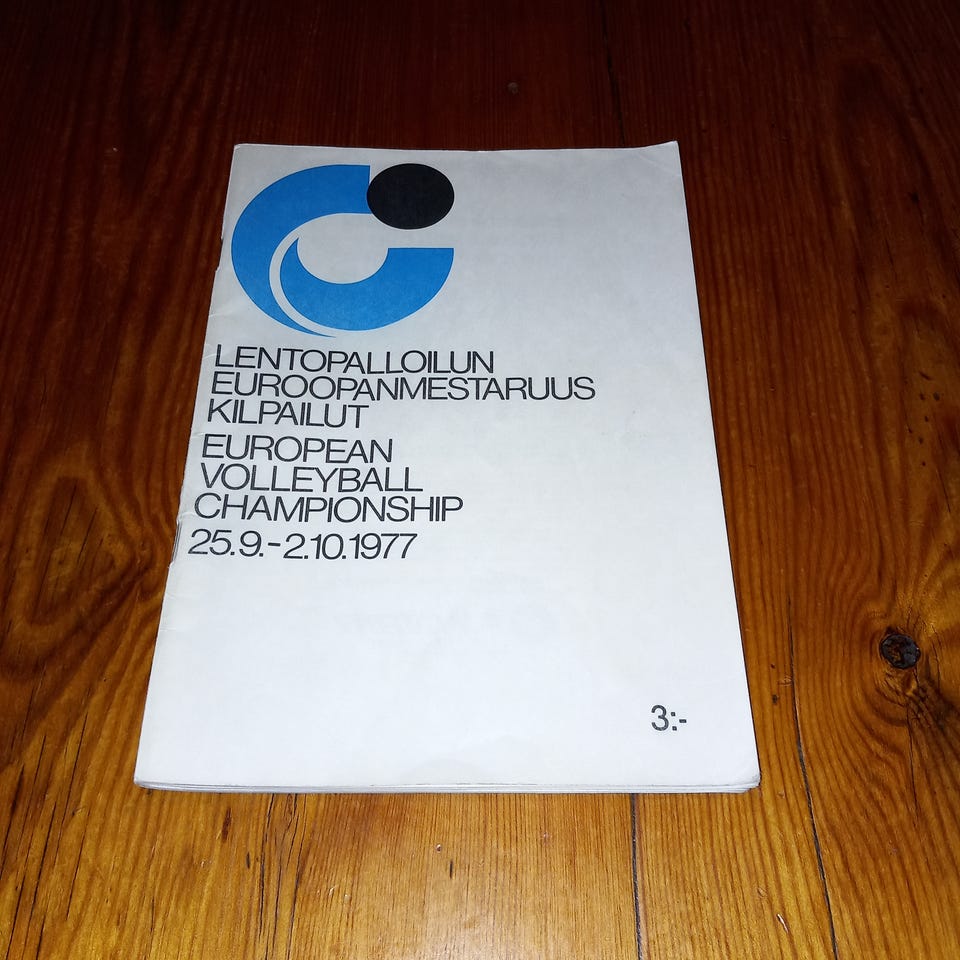 LENTOPALLOILUN
EUROOPANMESTARUUS
KILPAILUT
EUROPEAN
VOLLEYBALL
CHAMPIONSHIP
25.9.-2.10.1977
3:-